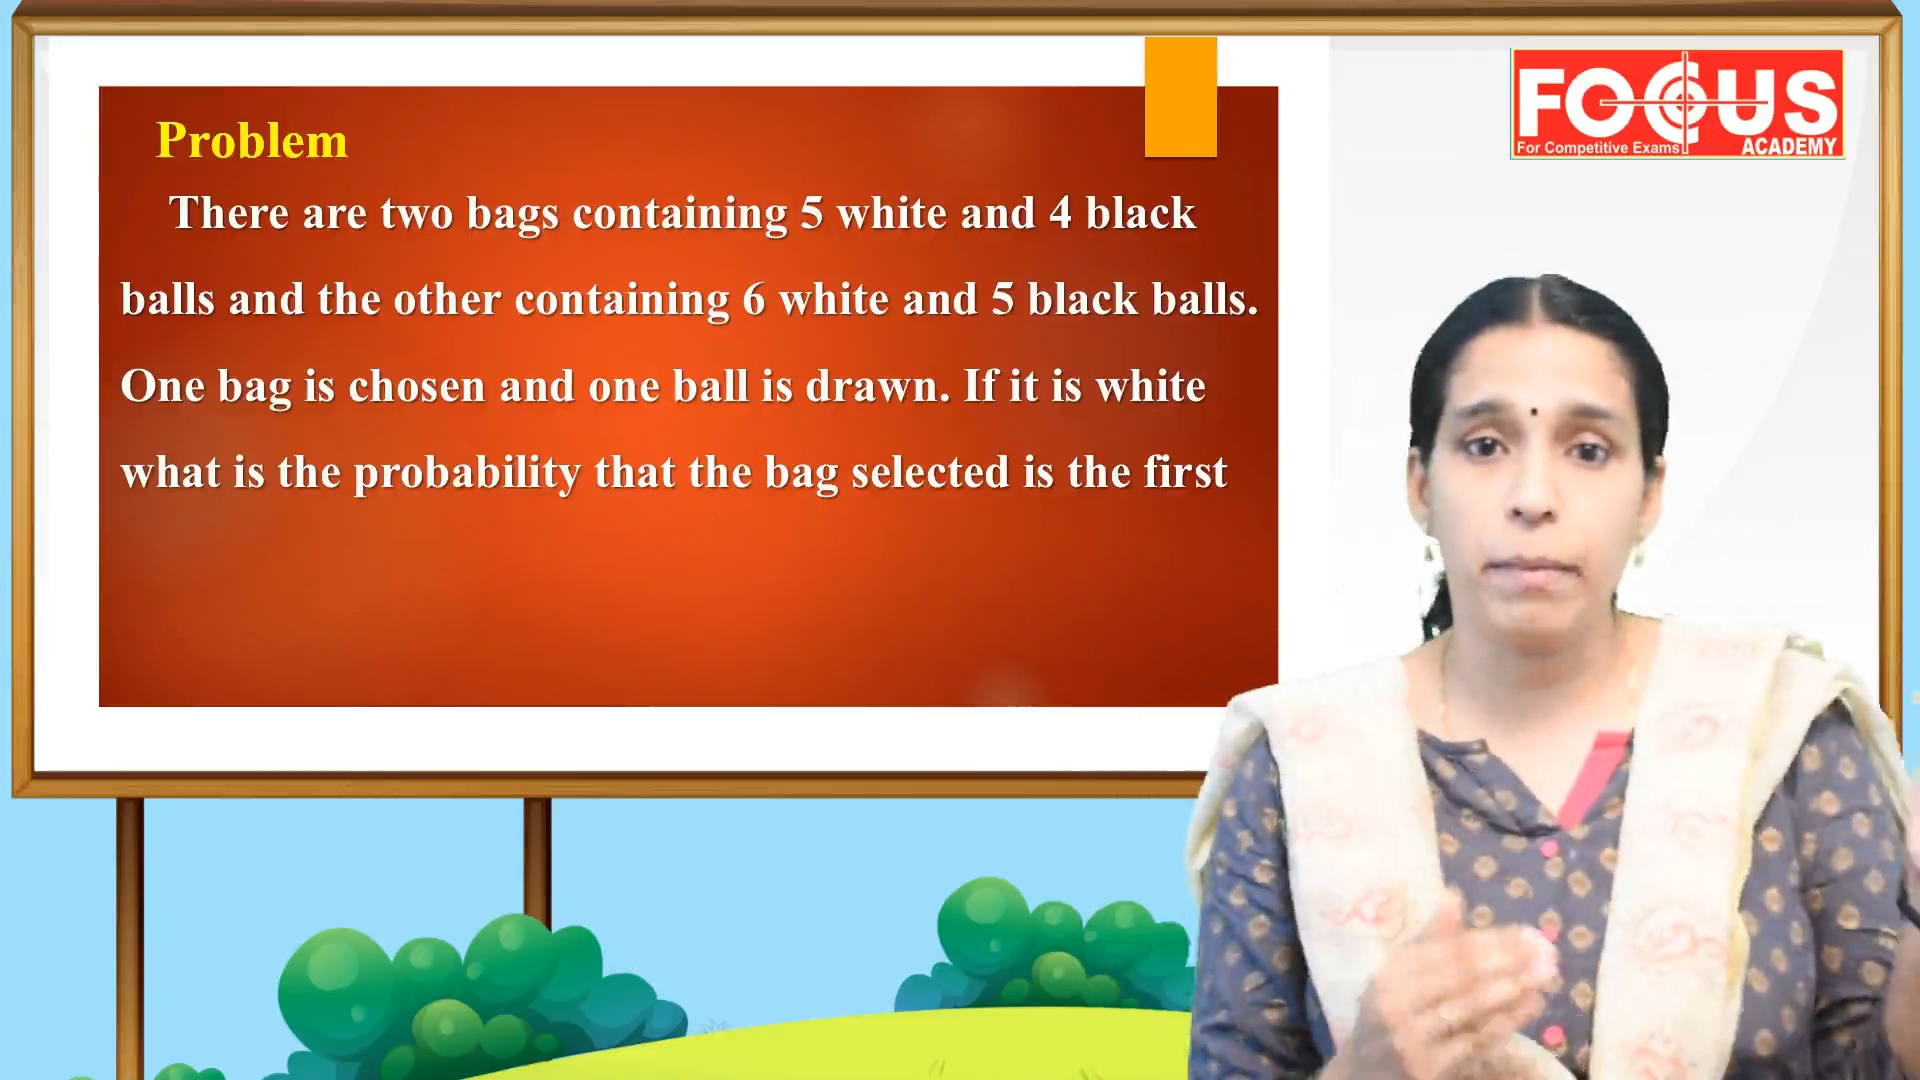 Problem
There are two bags containing 5 white and 4 black
balls and the other containing 6 white and 5 black balls.
One bag is chosen and one ball is drawn. If it is white
what is the probability that the bag selected is the first
FOCUS
For Competitive Exams
ACADEMY